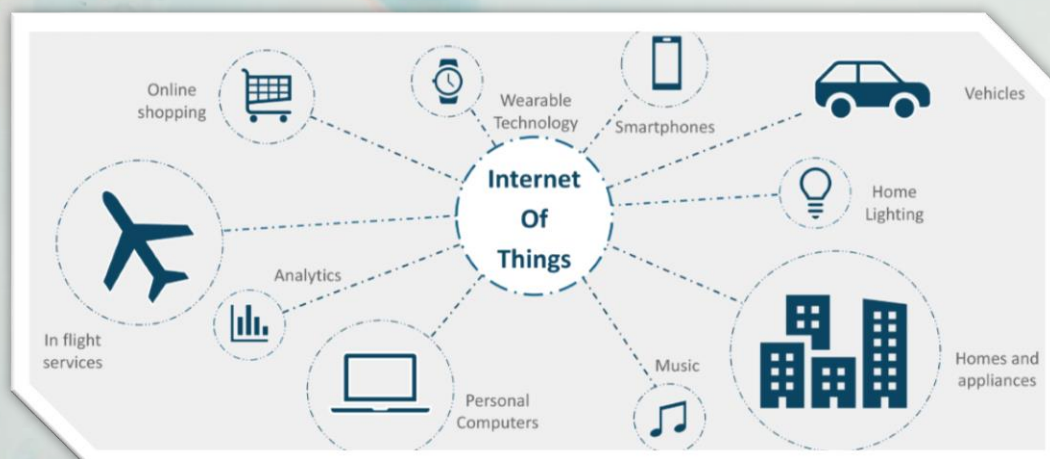 Online
shopping
Wearable
Technology
Smartphones
Vehicles
Internet
Of
Things
Home
Lighting
Analytics
In flight
services
Personal
Computers
Music
Homes and
appliances